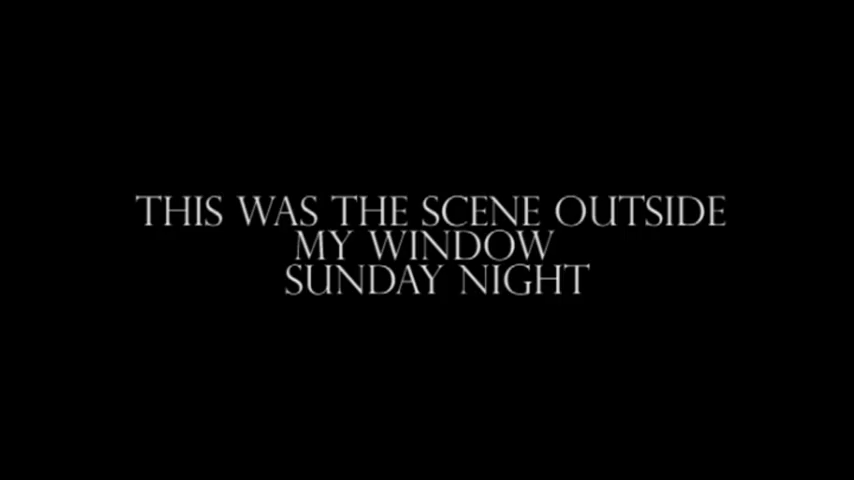 THIS WAS THE SCENE OUTSIDE
MY WINDOW
SUNDAY NIGHT